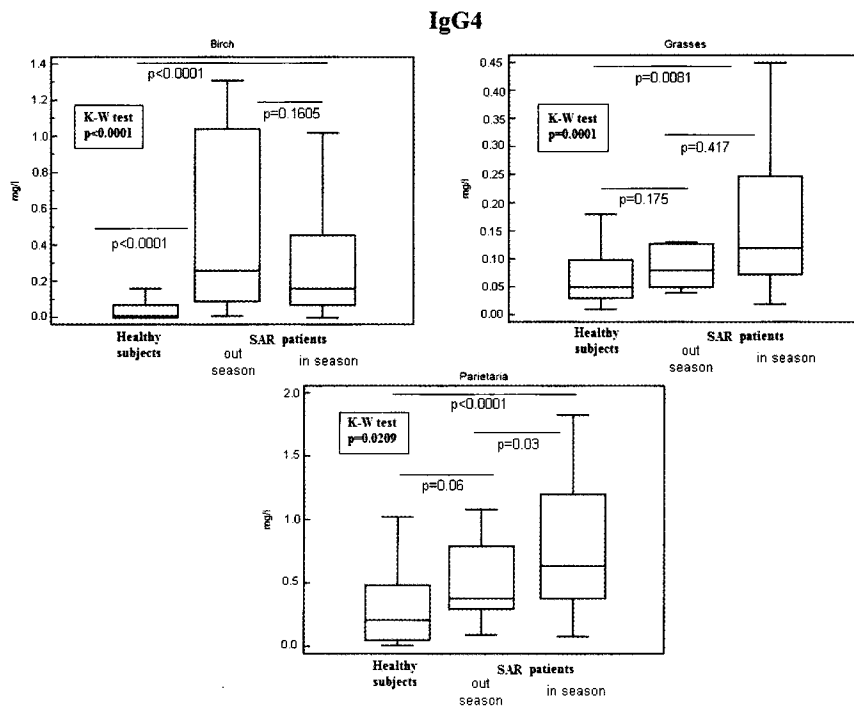 IgG4
Birch
1.4
1.2
1.0
0.8
0.6
0.4
0.2
0.0
mg/l
p<0.0001
K-W test
p<0.0001
p=0.1605
p<0.0001
Healthy
subjects
SAR patients
out
season
in season
Grasses
0.45
0.40
0.35
0.30
0.25
0.20
0.15
0.10
0.05
0.00
mg/l
p=0.0081
K-W test
p=0.0001
p=0.417
p=0.175
Healthy
subjects
SAR patients
out
season
in season
Parietaria
2.0
1.5
1.0
0.5
0.0
mg/l
p<0.0001
K-W test
p=0.0209
p=0.03
p=0.06
Healthy
subjects
SAR patients
out
season
in season